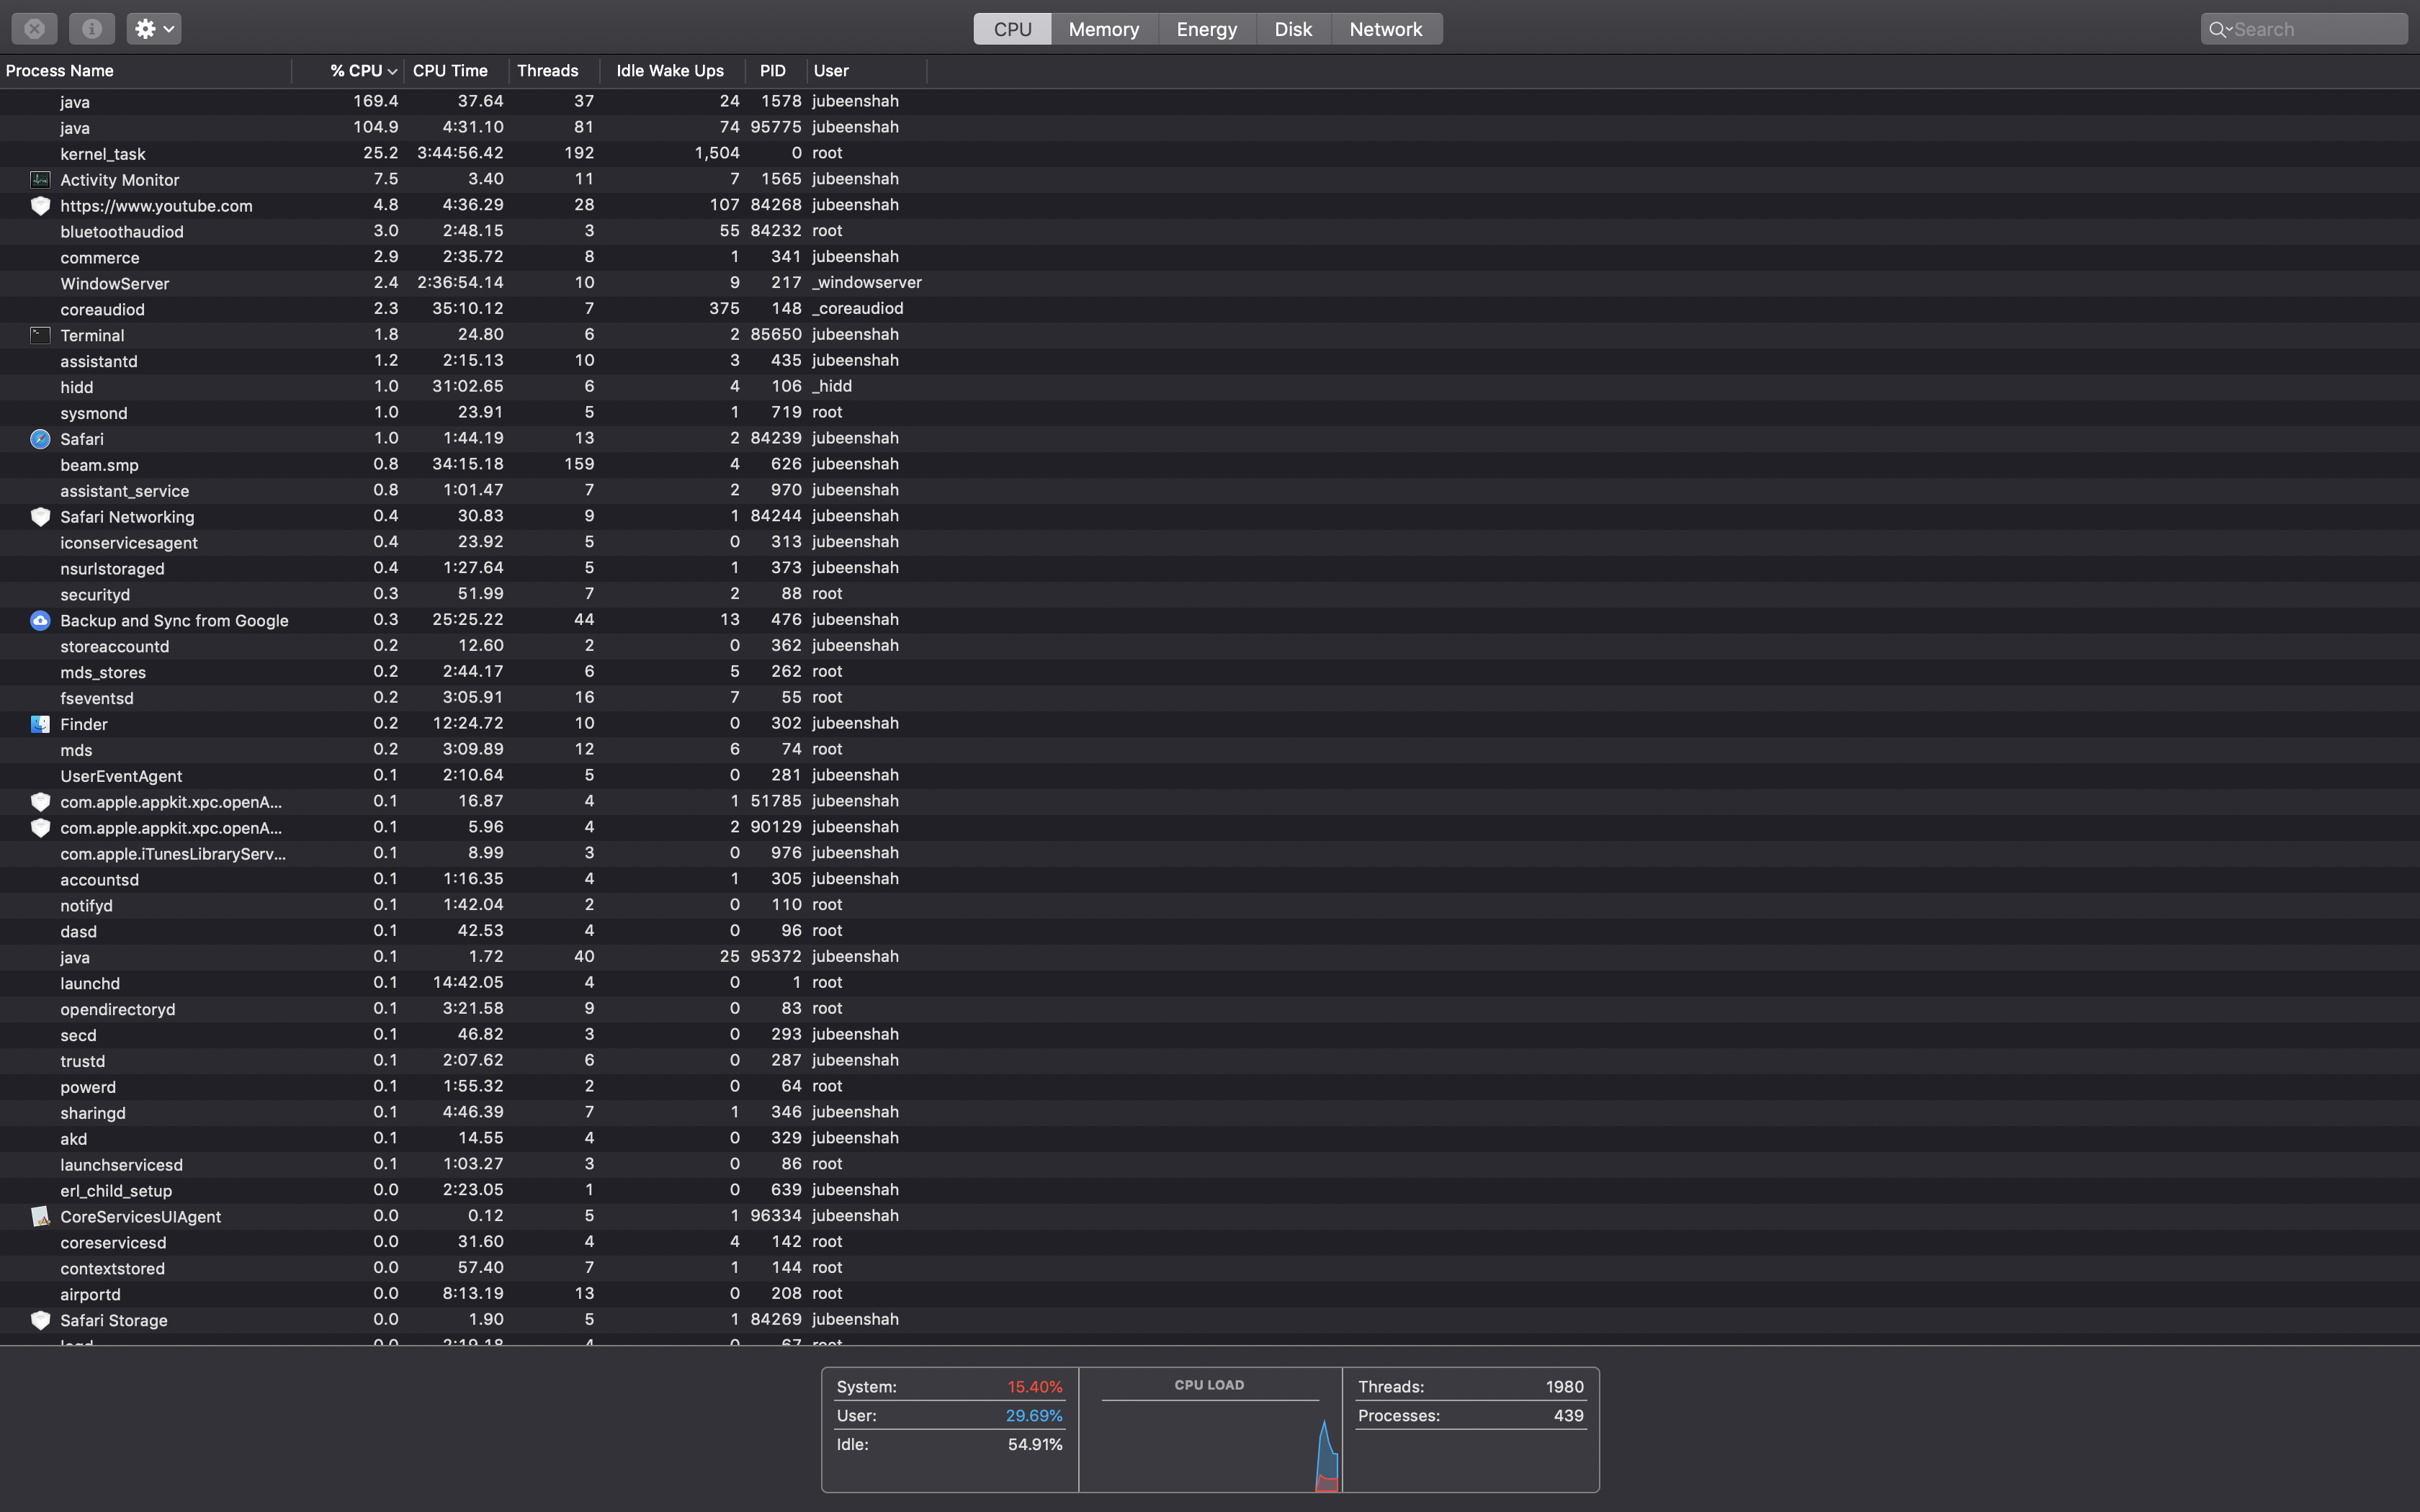 CPU Memory Energy Disk Network Search
Process Name % CPU CPU Time Threads Idle Wake Ups PID User
java 169.4 37.64 37 24 1578 jubeenshah
java 104.9 4:31.10 81 74 95775 jubeenshah
kernel_task 25.2 3:44:56.42 192 1,504 0 root
Activity Monitor 7.5 3.40 11 7 1565 jubeenshah
https://www.youtube.com 4.8 4:36.29 28 107 84268 jubeenshah
bluetoothaudiod 3.0 2:48.15 3 55 84232 root
commerce 2.9 2:35.72 8 1 341 jubeenshah
WindowServer 2.4 2:36:54.14 10 9 217 _windowserver
coreaudiod 2.3 35:10.12 7 375 148 _coreaudiod
Terminal 1.8 24.80 6 2 85650 jubeenshah
assistantd 1.2 2:15.13 10 3 435 jubeenshah
hidd 1.0 31:02.65 6 4 106 _hidd
sysmond 1.0 23.91 5 1 719 root
Safari 1.0 1:44.19 13 2 84239 jubeenshah
beam.smp 0.8 34:15.18 159 4 626 jubeenshah
assistant_service 0.8 1:01.47 7 2 970 jubeenshah
Safari Networking 0.4 30.83 9 1 84244 jubeenshah
iconservicesagent 0.4 23.92 5 0 313 jubeenshah
nsurlstoraged 0.4 1:27.64 5 1 373 jubeenshah
securityd 0.3 51.99 7 2 88 root
Backup and Sync from Google 0.3 25:25.22 44 13 476 jubeenshah
storeaccountd 0.2 12.60 2 0 362 jubeenshah
mds_stores 0.2 2:44.17 6 5 262 root
fseventsd 0.2 3:05.91 16 7 55 root
Finder 0.2 12:24.72 10 0 302 jubeenshah
mds 0.2 3:09.89 12 6 74 root
UserEventAgent 0.1 2:10.64 5 0 281 jubeenshah
com.apple.appkit.xpc.openA... 0.1 16.87 4 1 51785 jubeenshah
com.apple.appkit.xpc.openA... 0.1 5.96 4 2 90129 jubeenshah
com.apple.iTunesLibraryServ... 0.1 8.99 3 0 976 jubeenshah
accountsd 0.1 1:16.35 4 1 305 jubeenshah
notifyd 0.1 1:42.04 2 0 110 root
dasd 0.1 42.53 4 0 96 root
java 0.1 1.72 40 25 95372 jubeenshah
launchd 0.1 14:42.05 4 0 1 root
opendirectoryd 0.1 3:21.58 9 0 83 root
secd 0.1 46.82 3 0 293 jubeenshah
trustd 0.1 2:07.62 6 0 287 jubeenshah
powerd 0.1 1:55.32 2 0 64 root
sharingd 0.1 4:46.39 7 1 346 jubeenshah
akd 0.1 14.55 4 0 329 jubeenshah
launchservicesd 0.1 1:03.27 3 0 86 root
erl_child_setup 0.0 2:23.05 1 0 639 jubeenshah
CoreServicesUIAgent 0.0 0.12 5 1 96334 jubeenshah
coreservicesd 0.0 31.60 4 4 142 root
contextstored 0.0 57.40 7 1 144 root
airportd 0.0 8:13.19 13 0 208 root
Safari Storage 0.0 1.90 5 1 84269 jubeenshah
System: 15.40% CPU LOAD Threads: 1980
User: 29.69% Processes: 439
Idle: 54.91%